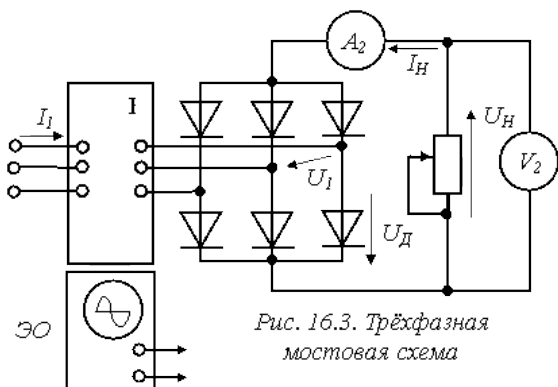 A2
IН
I1
UН
V2
U1
UД
ЭО
Рис. 16.3. Трёхфазная
мостовая схема